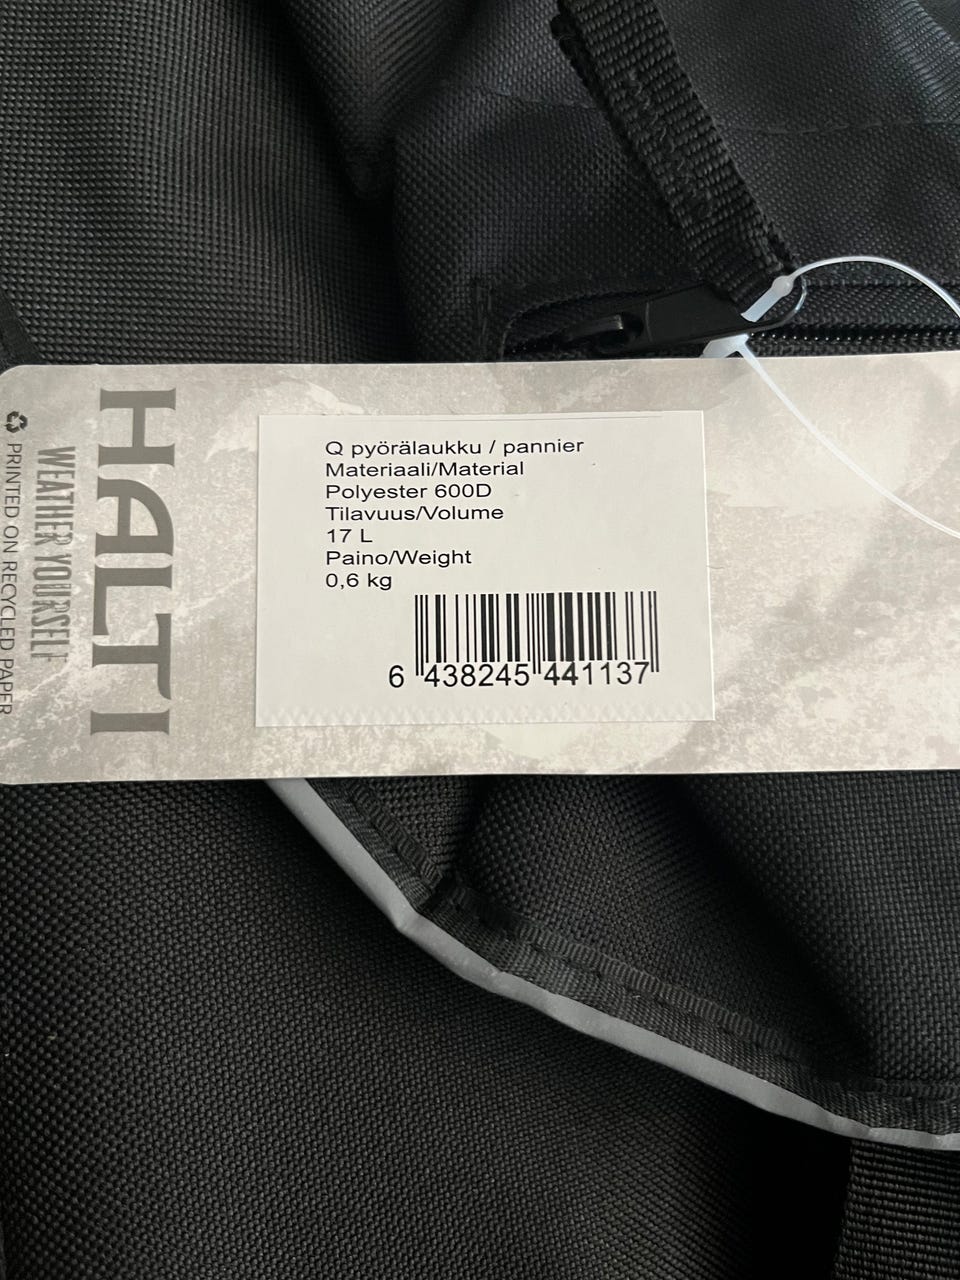 Q pyörälaukku / pannier
Materiaali/Material
Polyester 600D
Tilavuus/Volume
17 L
Paino/Weight
0,6 kg
6 438245 441137
HALTI
WEATHER YOURSELF
PRINTED ON RECYCLED PAPER